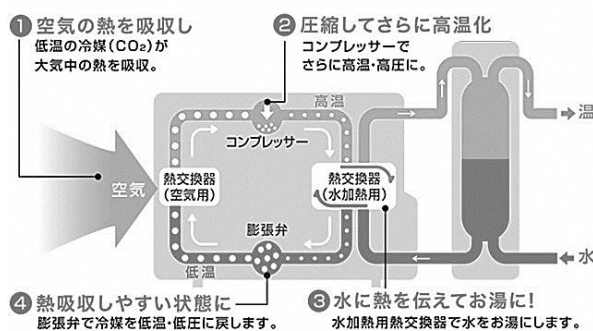 ① 空気の熱を吸収し
低温の冷媒(CO₂)が
大気中の熱を吸収。
② 圧縮してさらに高温化
コンプレッサーで
さらに高温・高圧に。
高温
コンプレッサー
温
空気
熱交換器
(空気用)
熱交換器
(水加熱用)
膨張弁
低温
水
④ 熱吸収しやすい状態に
膨張弁で冷媒を低温・低圧に戻します。
③ 水に熱を伝えてお湯に!
水加熱用熱交換器で水をお湯にします。